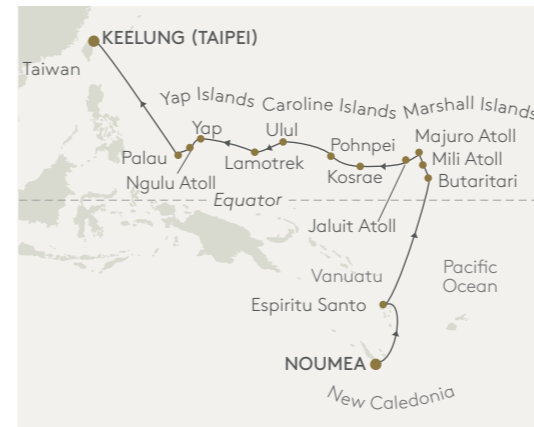 KEELUNG (TAIPEI)
Taiwan
Yap Islands
Caroline Islands
Marshall Islands
Yap
Ulul
Pohnpei
Majuro Atoll
Mili Atoll
Palau
Lamotrek
Ngulu Atoll
Kosrae
Butaritari
Equator
Jaluit Atoll
Vanuatu
Pacific
Ocean
Espiritu Santo
NOUMEA
New Caledonia